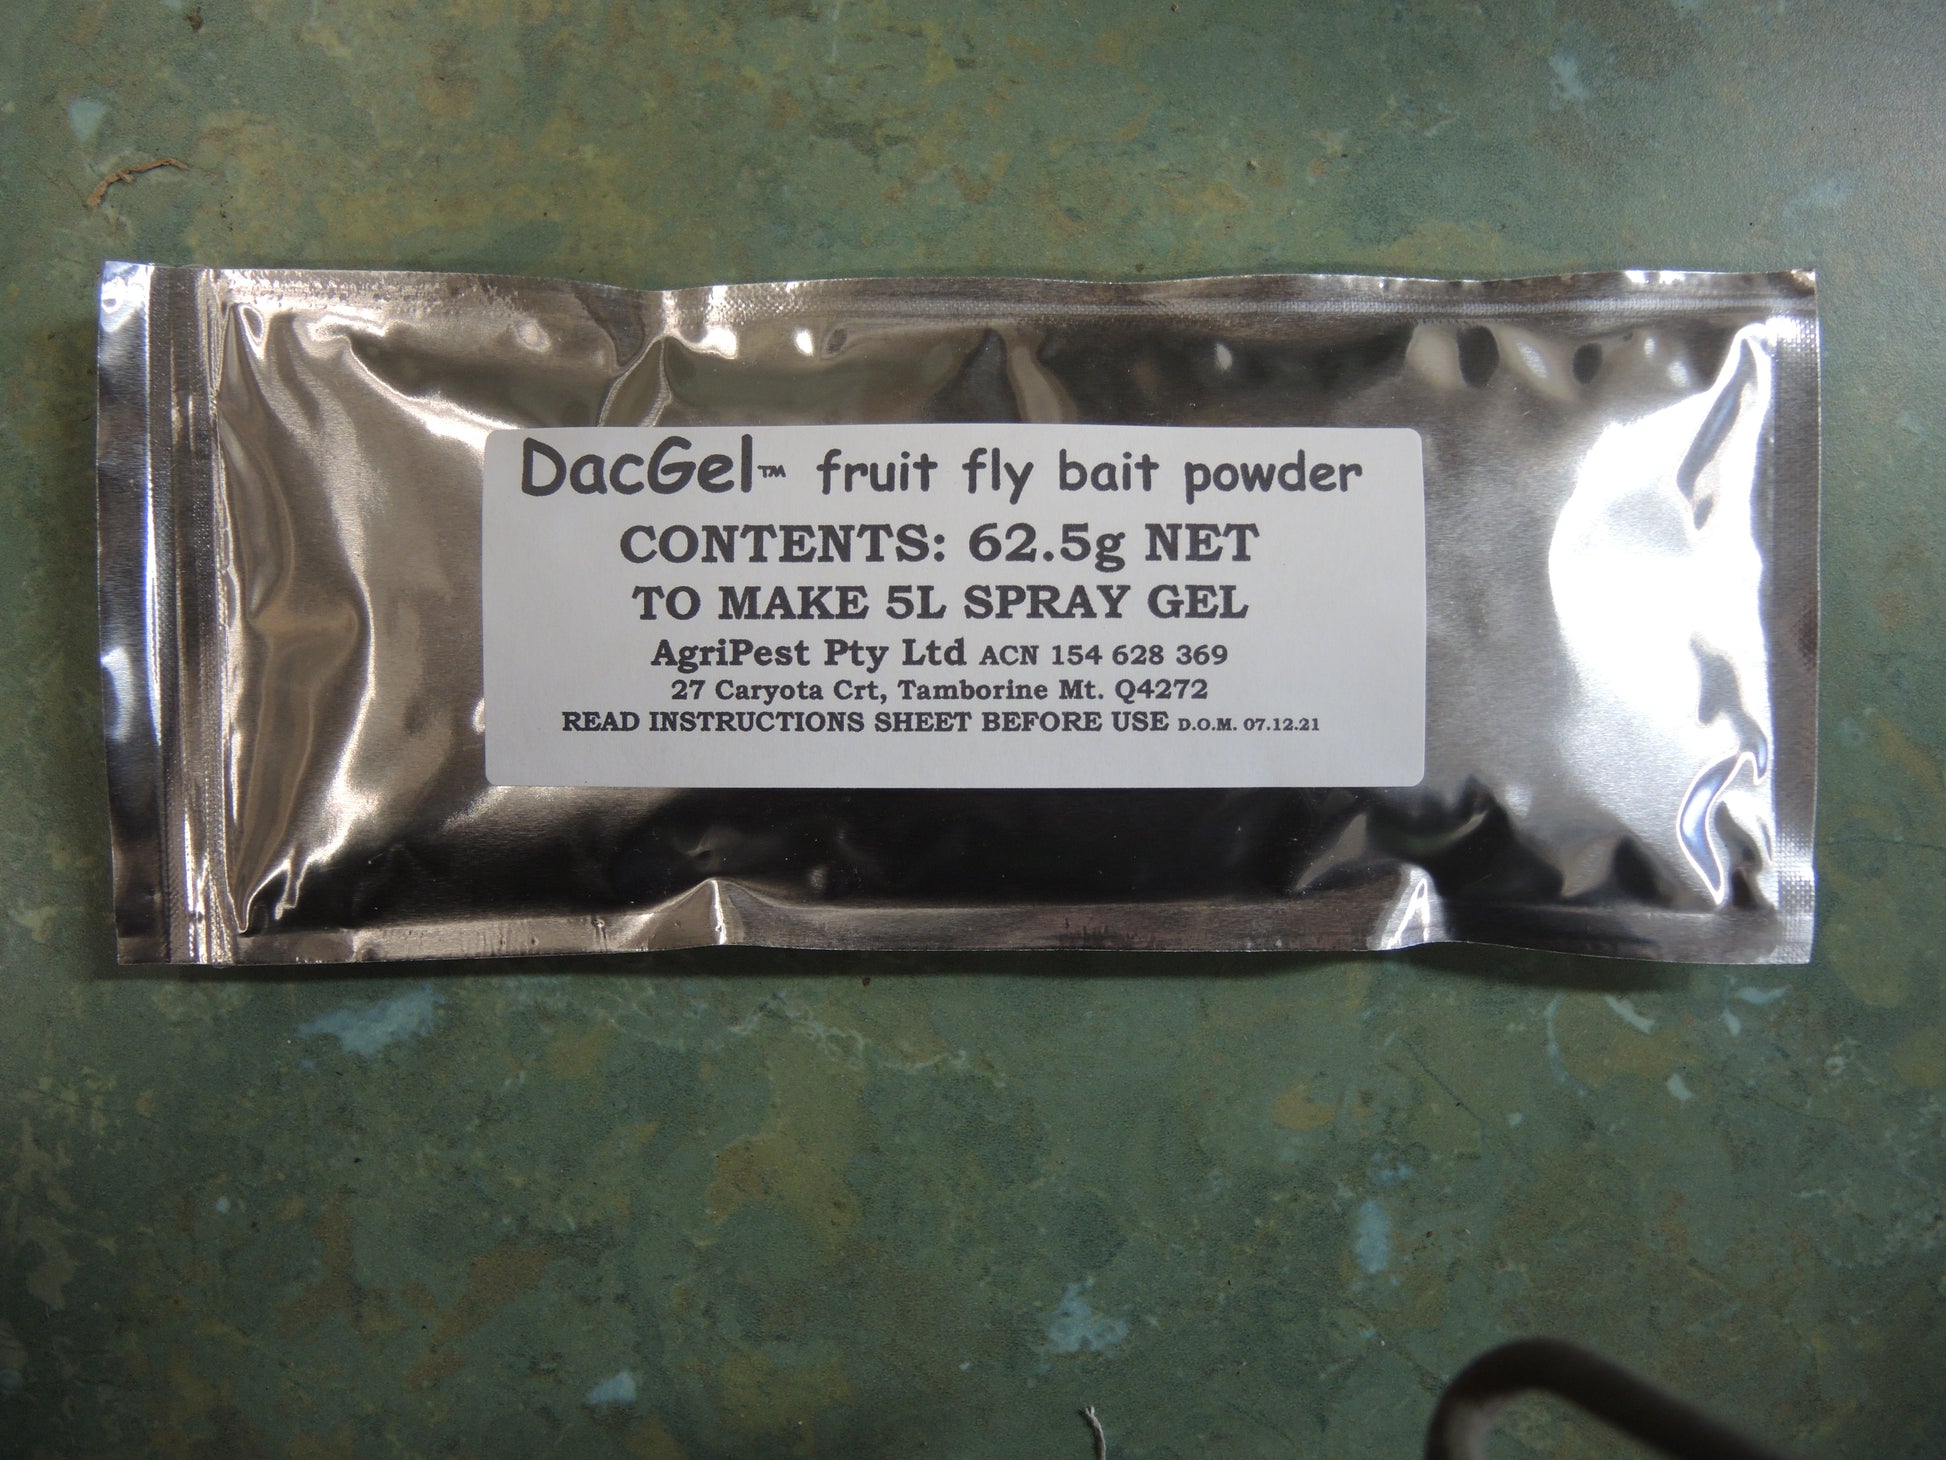 DacGel™ fruit fly bait powder
CONTENTS: 62.5g NET
TO MAKE 5L SPRAY GEL
AgriPest Pty Ltd ACN 154 628 369
27 Caryota Crt, Tamborine Mt. Q4272
READ INSTRUCTIONS SHEET BEFORE USE D.O.M. 07.12.21